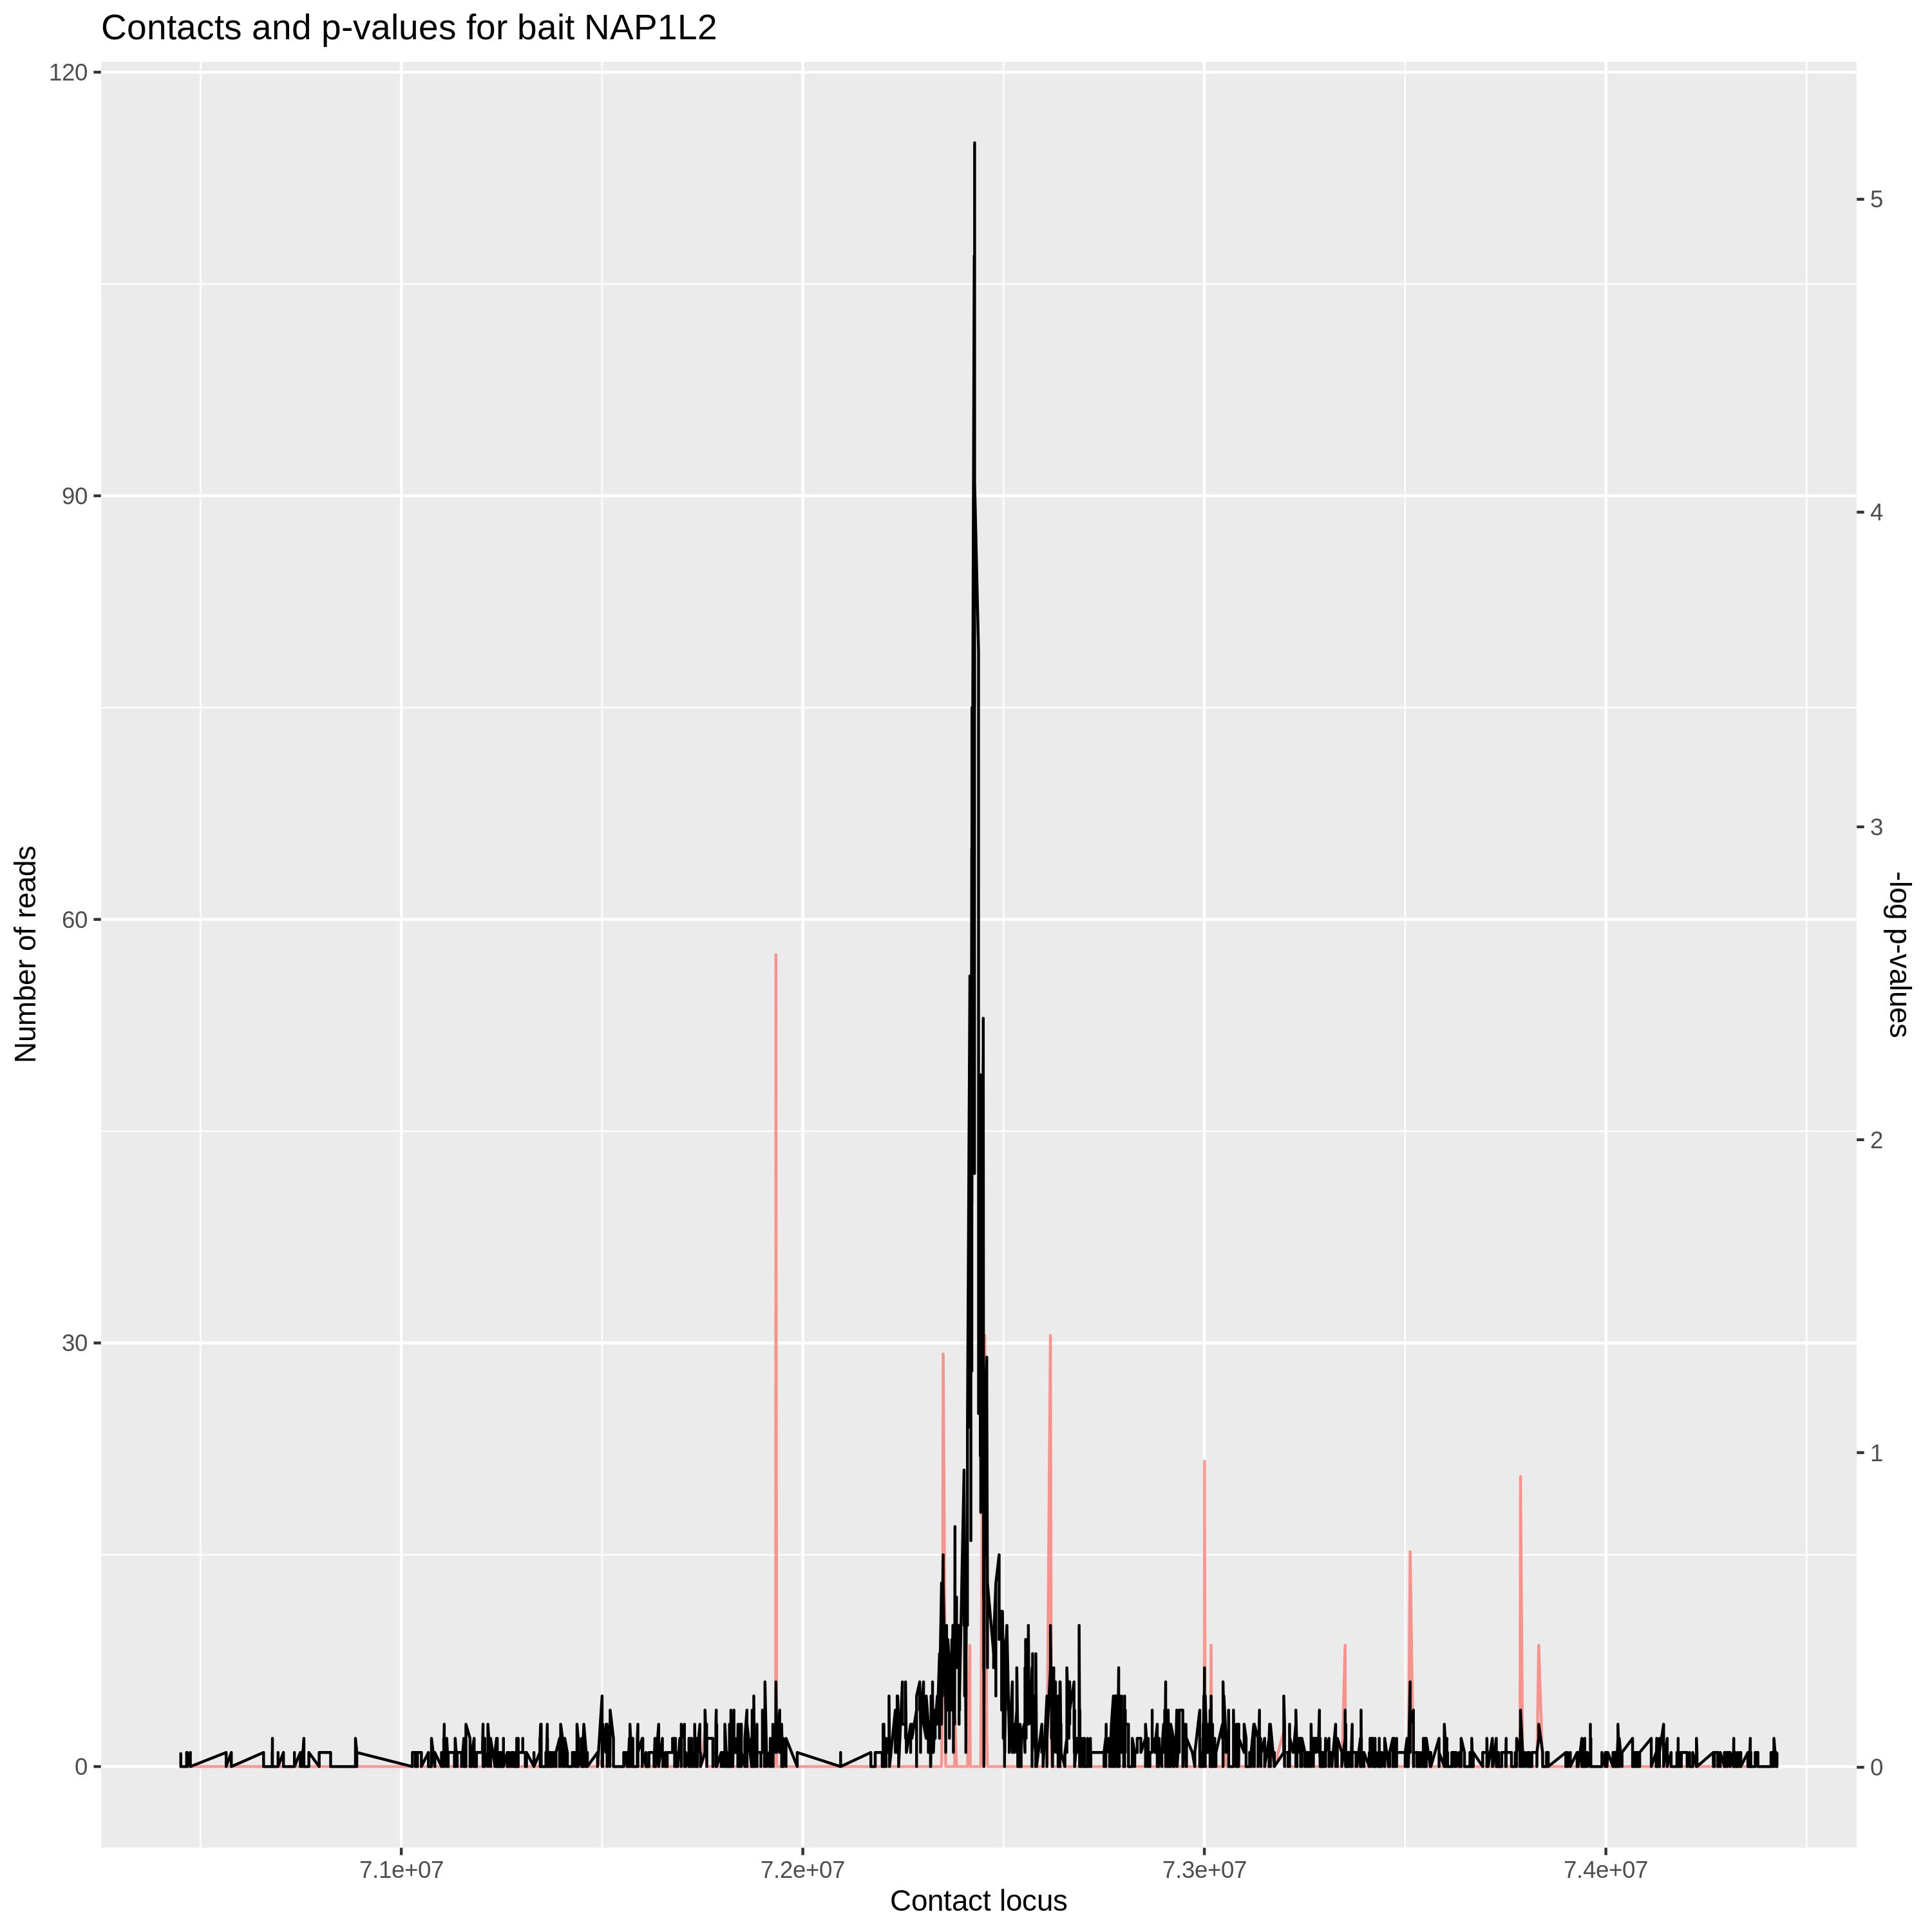 Contacts and p-values for bait NAP1L2
120
90
60
30
0
Number of reads
5
4
3
2
1
0
-log p-values
7.1e+07
7.2e+07
7.3e+07
7.4e+07
Contact locus